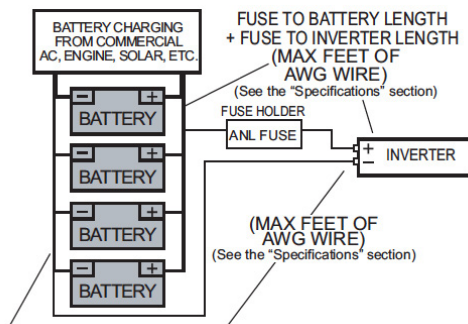 BATTERY CHARGING
FROM COMMERCIAL
AC, ENGINE, SOLAR, ETC.
FUSE TO BATTERY LENGTH
+ FUSE TO INVERTER LENGTH
(MAX FEET OF
AWG WIRE)
(See the “Specifications” section)
- +
BATTERY
FUSE HOLDER
ANL FUSE
+
-
INVERTER
- +
BATTERY
- +
BATTERY
(MAX FEET OF
AWG WIRE)
(See the “Specifications” section)
- +
BATTERY